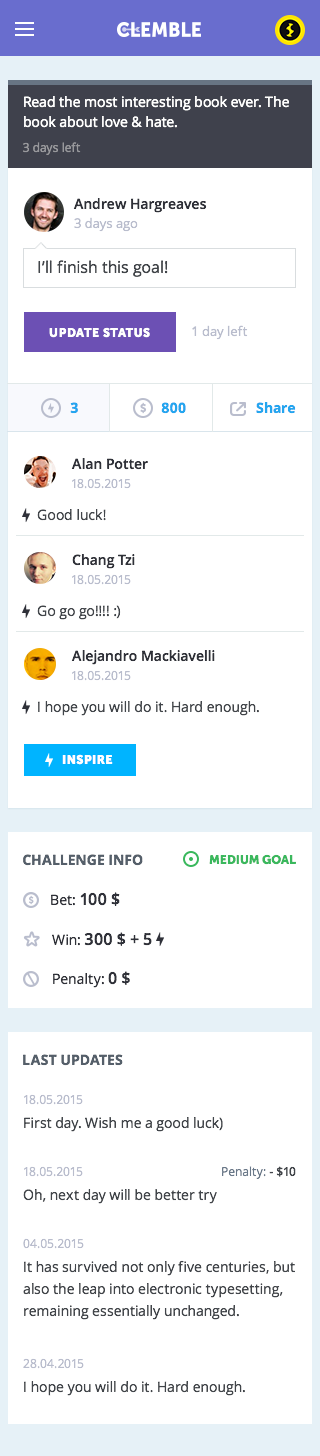 CLEMBLE
Read the most interesting book ever. The
book about love & hate.
3 days left
Andrew Hargreaves
3 days ago
I'll finish this goal!
UPDATE STATUS
1 day left
3
800
Share
Alan Potter
18.05.2015
Good luck!
Chang Tzi
18.05.2015
Go go go!!!! :)
Alejandro Mackiavelli
18.05.2015
I hope you will do it. Hard enough.
INSPIRE
CHALLENGE INFO
MEDIUM GOAL
Bet: 100 $
Win: 300 $ + 5
Penalty: 0 $
LAST UPDATES
18.05.2015
First day. Wish me a good luck)
18.05.2015
Penalty: - $10
Oh, next day will be better try
04.05.2015
It has survived not only five centuries, but
also the leap into electronic typesetting,
remaining essentially unchanged.
28.04.2015
I hope you will do it. Hard enough.